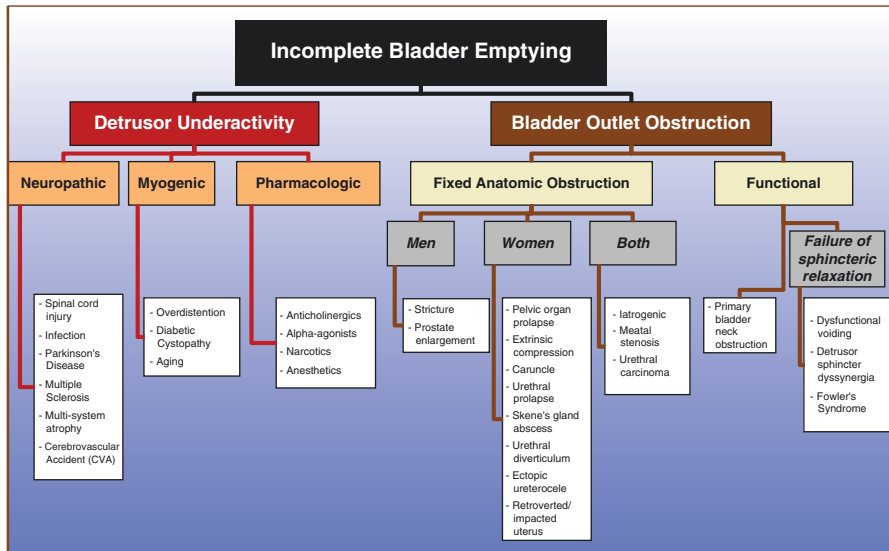 Incomplete Bladder Emptying
Detrusor Underactivity
Bladder Outlet Obstruction
Neuropathic
Myogenic
Pharmacologic
Fixed Anatomic Obstruction
Functional
Men
Women
Both
Failure of
sphincteric
relaxation
- Spinal cord
injury
- Infection
- Parkinson's
Disease
- Multiple
Sclerosis
- Multi-system
atrophy
- Cerebrovascular
Accident (CVA)
- Overdistention
- Diabetic
Cystopathy
- Aging
- Anticholinergics
- Alpha-agonists
- Narcotics
- Anesthetics
- Stricture
- Prostate
enlargement
- Pelvic organ
prolapse
- Extrinsic
compression
- Caruncle
- Urethral
prolapse
- Skene's gland
abscess
- Urethral
diverticulum
- Ectopic
ureterocele
- Retroverted/
impacted
uterus
- Iatrogenic
- Meatal
stenosis
- Urethral
carcinoma
- Primary
bladder
neck
obstruction
- Dysfunctional
voiding
- Detrusor
sphincter
dyssynergia
- Fowler's
Syndrome